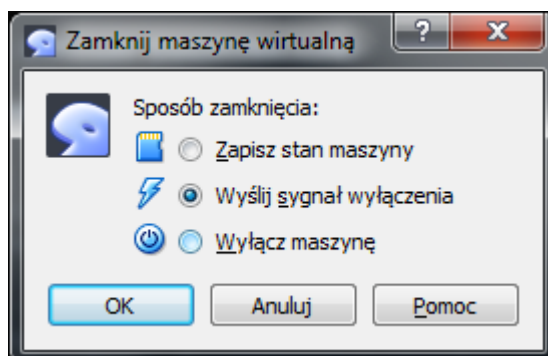 Zamknij maszynę wirtualną
?
X
Sposób zamknięcia:
Zapisz stan maszyny
Wyślij sygnał wyłączenia
Wyłącz maszynę
OK
Anuluj
Pomoc